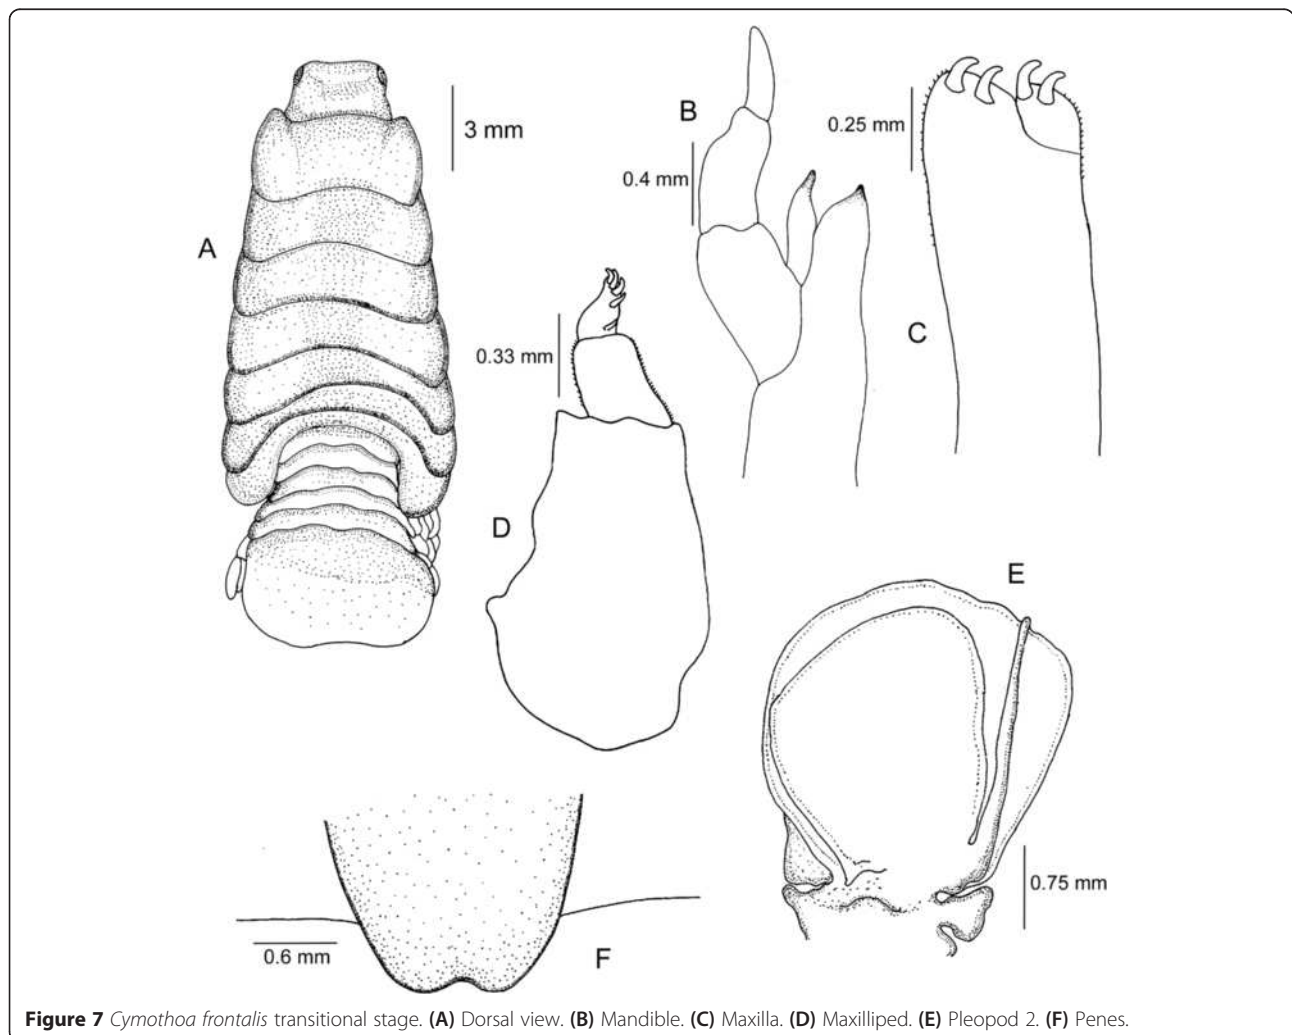 A
3 mm
B
0.4 mm
0.25 mm
C
0.33 mm
D
E
0.75 mm
0.6 mm
F
Figure 7 Cymothoa frontalis transitional stage. (A) Dorsal view. (B) Mandible. (C) Maxilla. (D) Maxilliped. (E) Pleopod 2. (F) Penes.